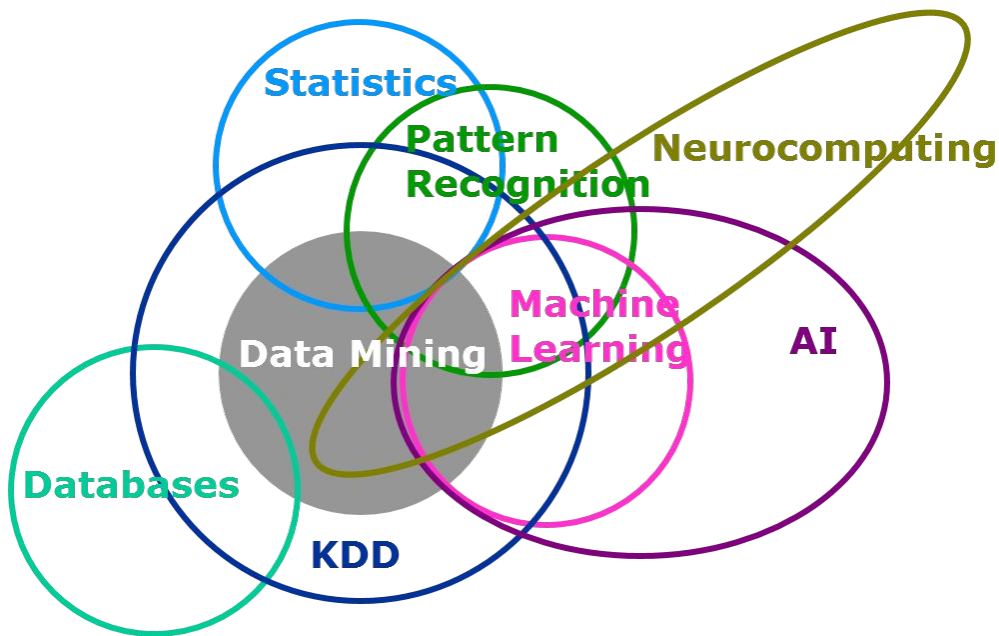 Statistics
Pattern
Recognition
Neurocomputing
Machine
Learning
AI
Data Mining
Databases
KDD